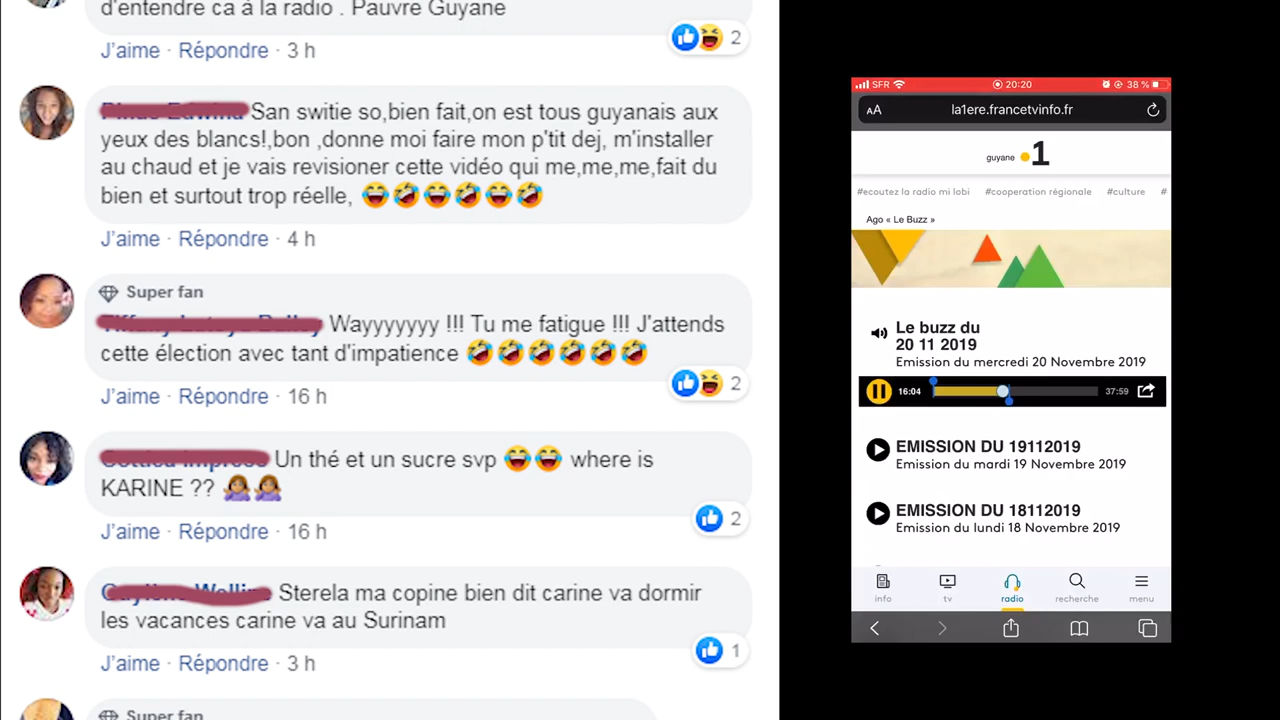 d'entendre ca à la radio . Pauvre Guyane
2
J'aime · Répondre · 3 h
San switie so,bien fait,on est tous guyanais aux
yeux des blancs!,bon ,donne moi faire mon p'tit dej, m'installer
au chaud et je vais revisioner cette vidéo qui me,me,me,fait du
bien et surtout trop réelle, 😂🤣😂🤣😂🤣
J'aime · Répondre · 4 h
Super fan
Wayyyyyyy !!! Tu me fatigue !!! J'attends
cette élection avec tant d'impatience 🤣🤣🤣🤣🤣🤣
2
J'aime · Répondre · 16 h
Un thé et un sucre svp 😂😂 where is
KARINE ?? 🤷🏽‍♀️🤷🏽‍♀️
2
J'aime · Répondre · 16 h
Sterela ma copine bien dit carine va dormir
les vacances carine va au Surinam
1
J'aime · Répondre · 3 h
Super fan
SFR 20:20 38 %
AA la1ere.francetvinfo.fr
guyane 1
#ecoutez la radio mi lobi #cooperation régionale #culture #
Ago « Le Buzz »
Le buzz du
20 11 2019
Emission du mercredi 20 Novembre 2019
16:04 37:59
EMISSION DU 19112019
Emission du mardi 19 Novembre 2019
EMISSION DU 18112019
Emission du lundi 18 Novembre 2019
info tv radio recherche menu